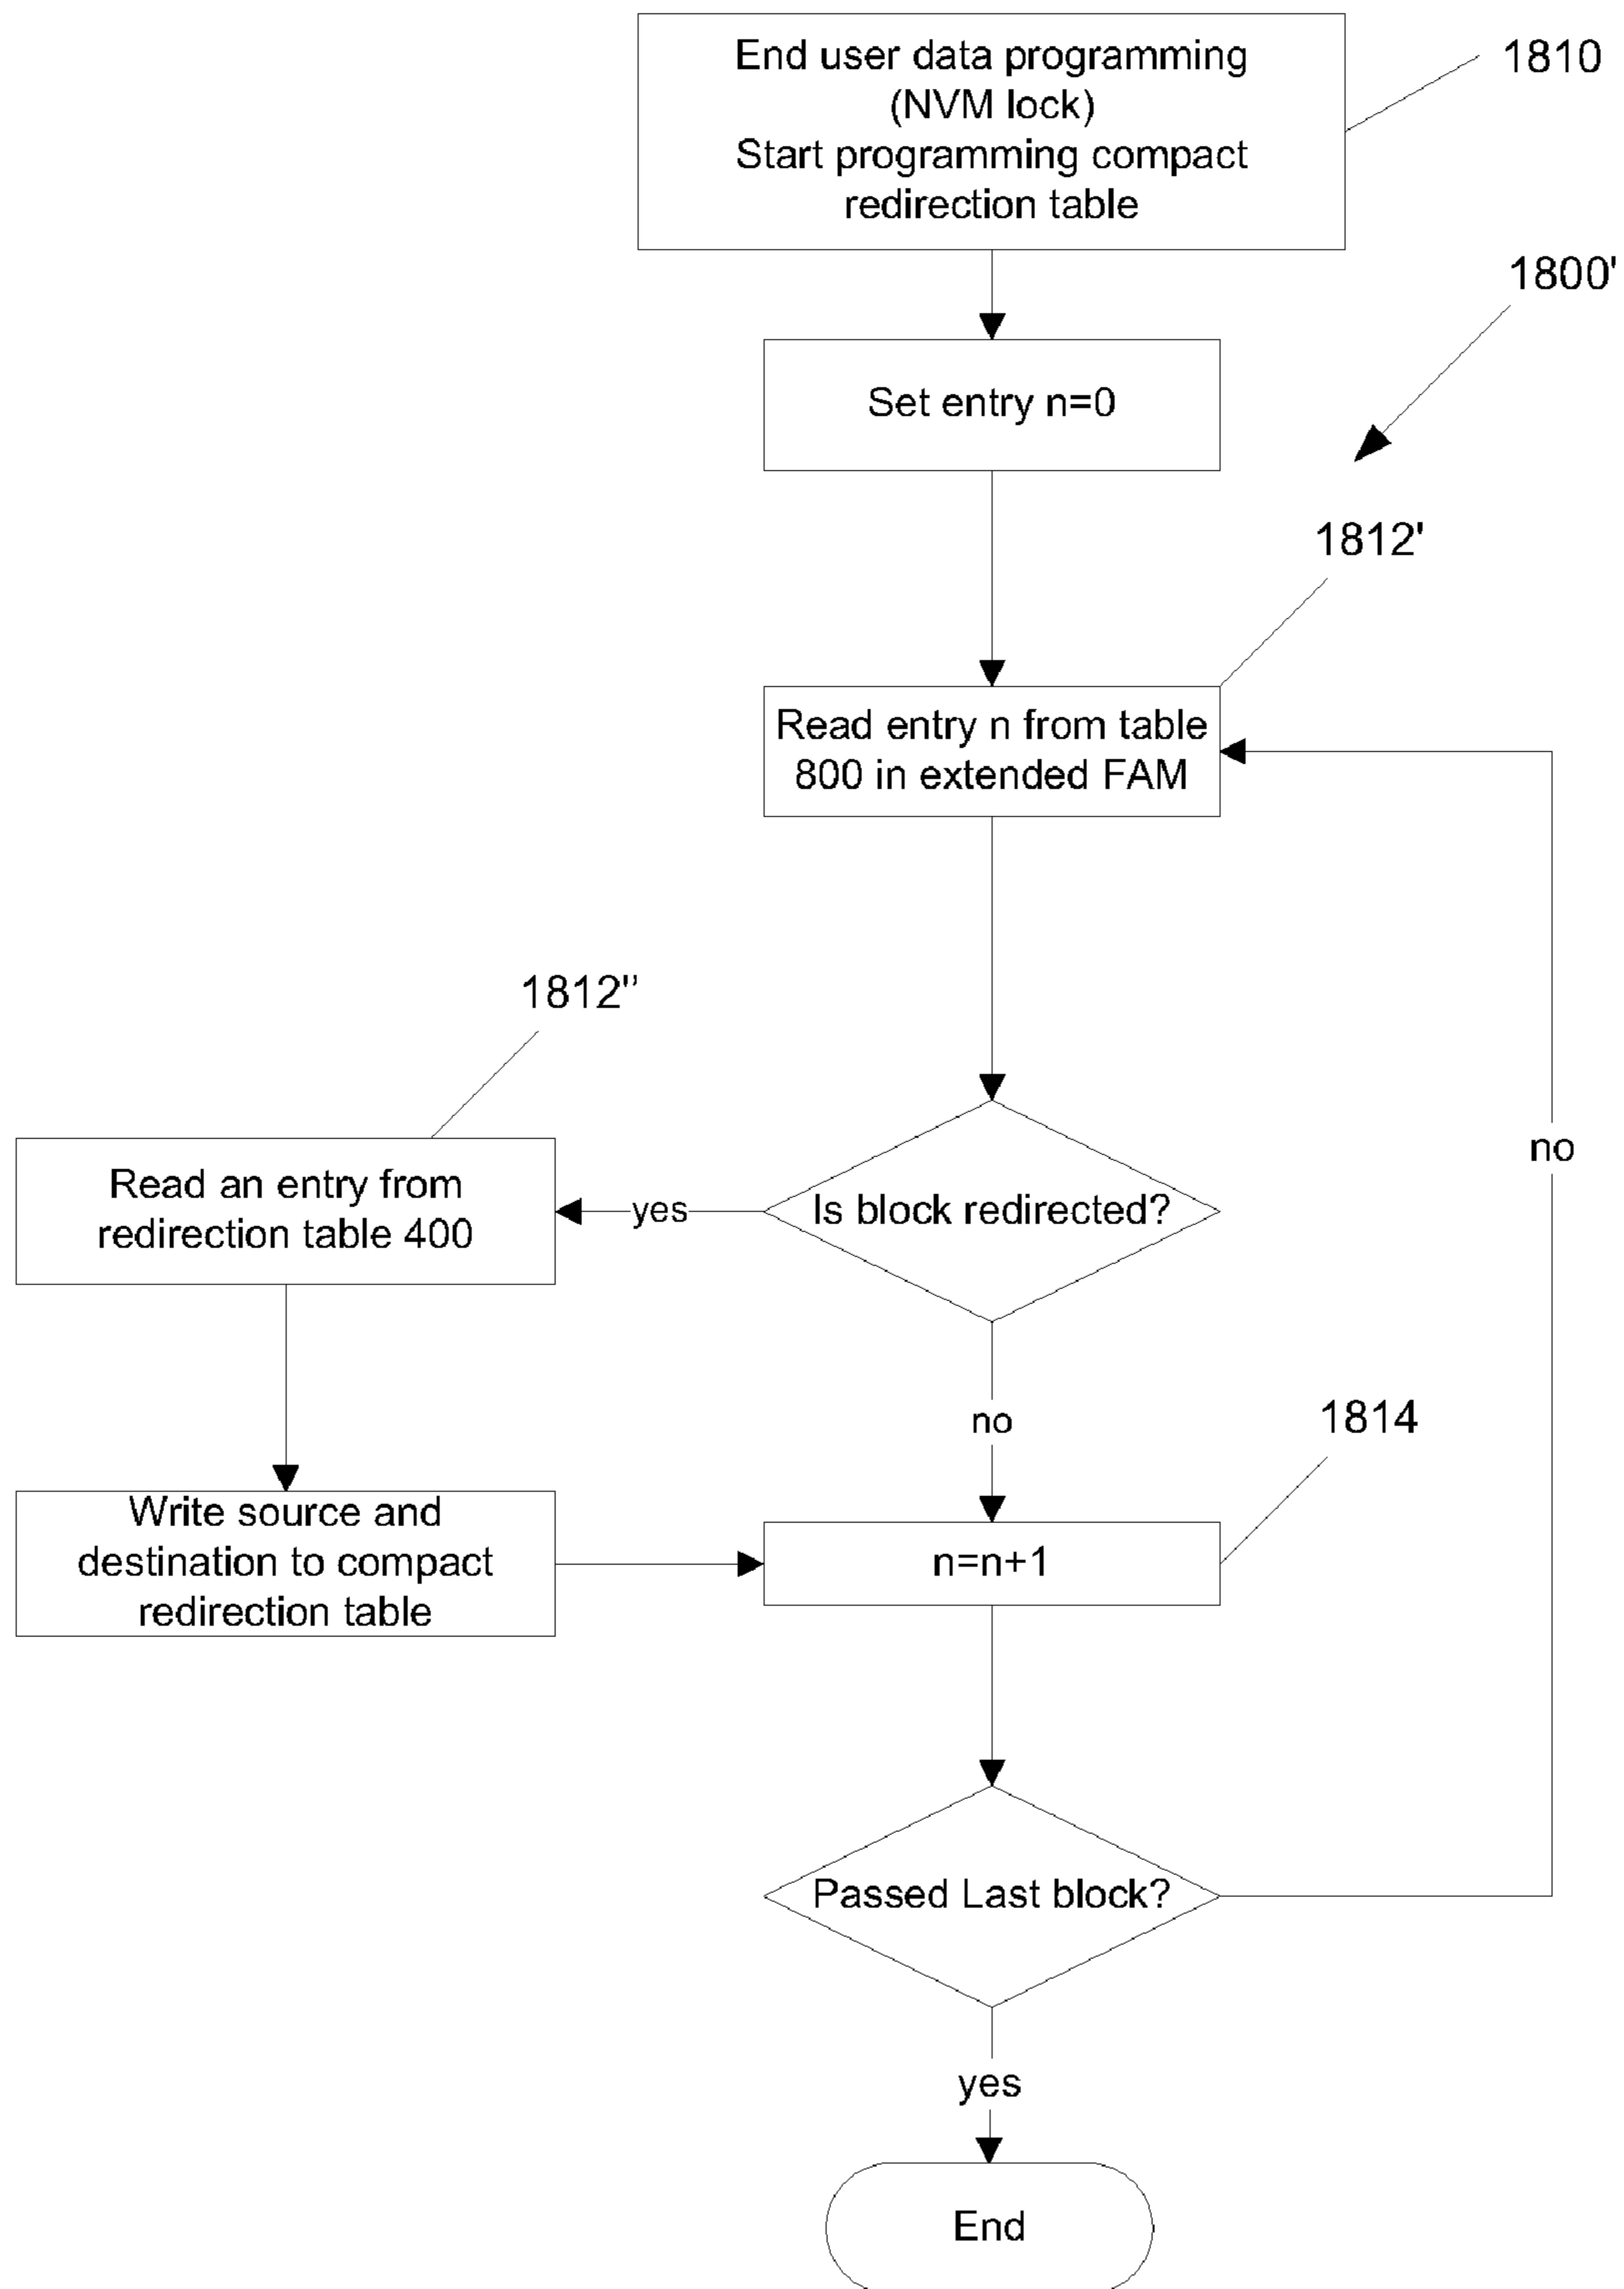 End user data programming
(NVM lock)
Start programming compact
redirection table
1810
1800'
Set entry n=0
1812'
Read entry n from table
800 in extended FAM
1812"
Read an entry from
redirection table 400
yes
Is block redirected?
no
no
1814
Write source and
destination to compact
redirection table
n=n+1
Passed Last block?
yes
End